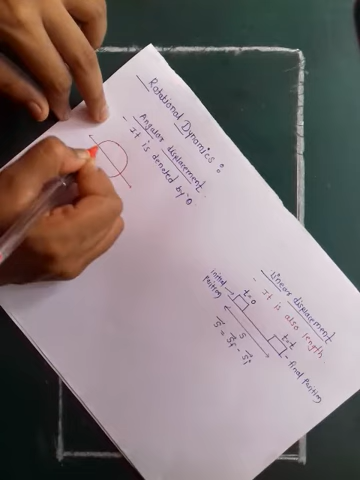 Rotational Dynamics:
Angular displacement.
- It is denoted by θ
Linear displacement
- It is also length.
initial position
t=0
t=t
final position
S
S⃗ = S⃗f - S⃗i